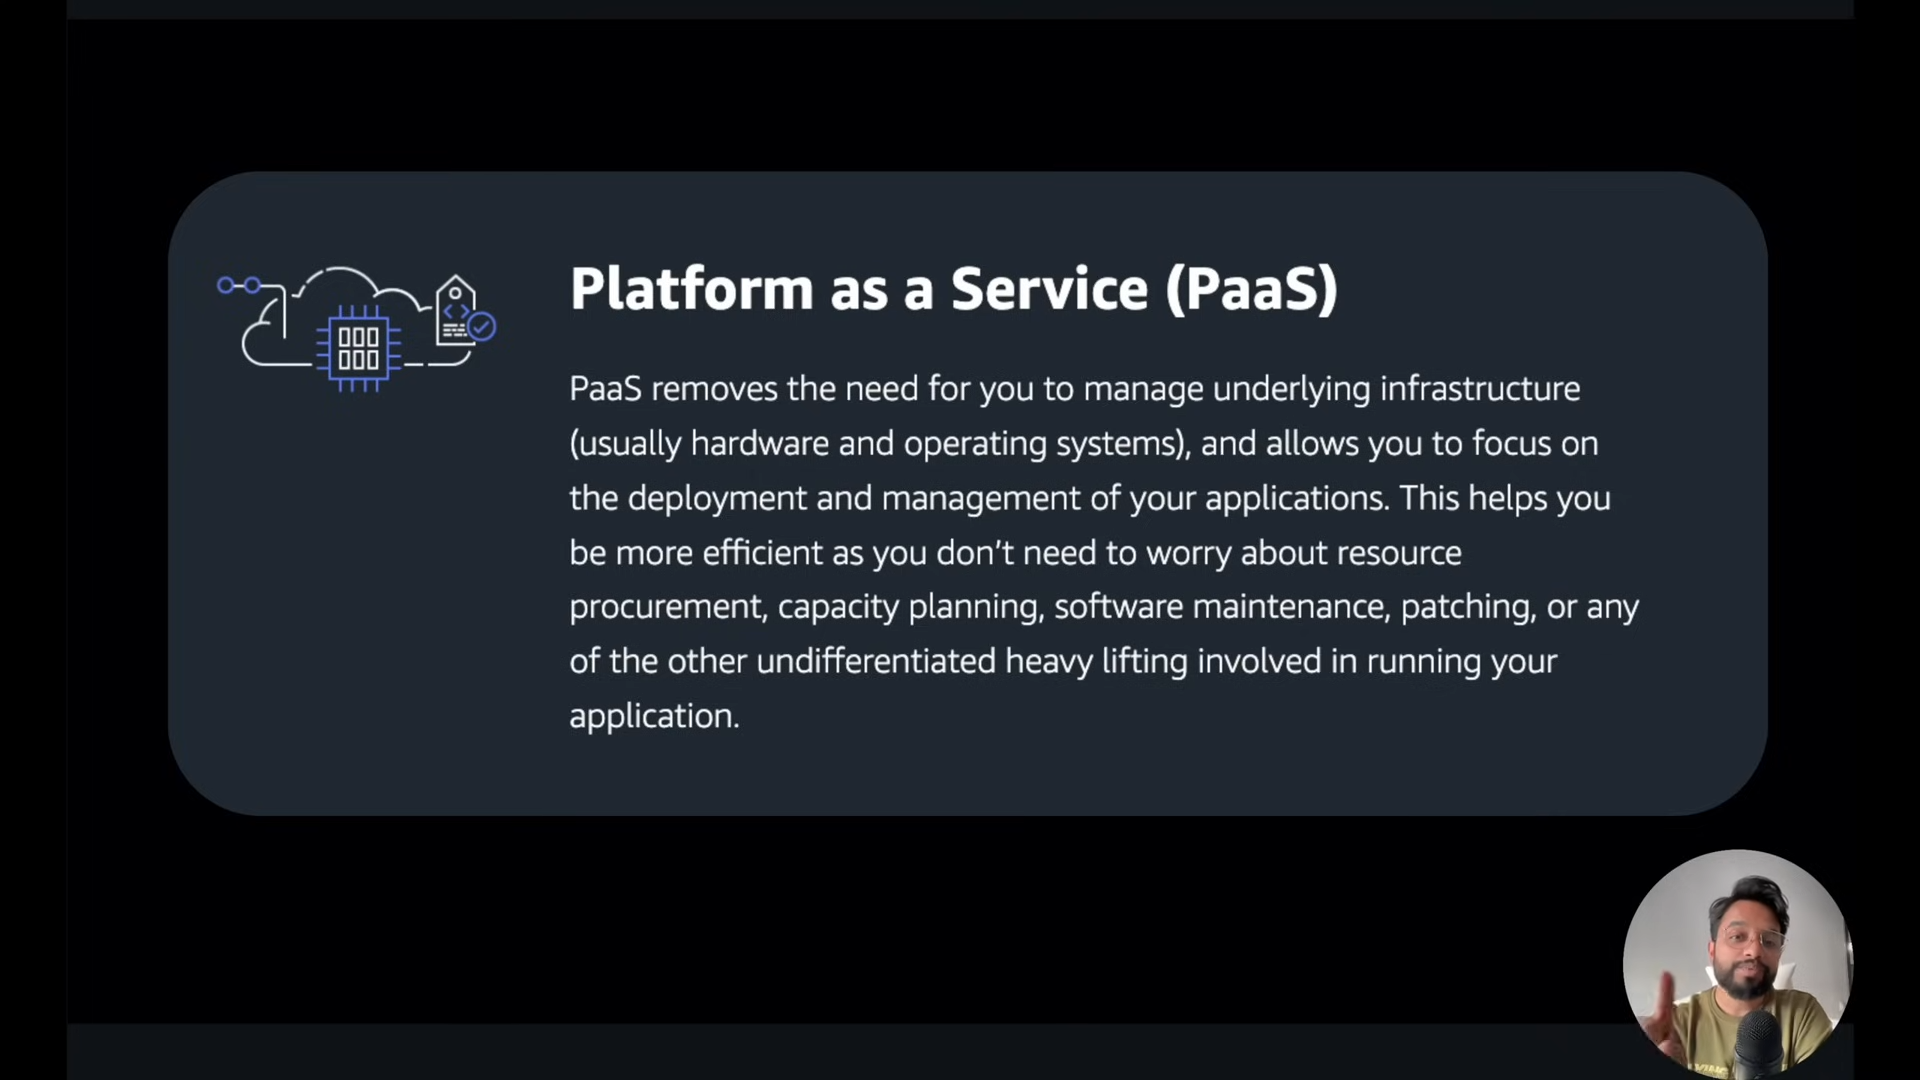 Platform as a Service (PaaS)
PaaS removes the need for you to manage underlying infrastructure
(usually hardware and operating systems), and allows you to focus on
the deployment and management of your applications. This helps you
be more efficient as you don't need to worry about resource
procurement, capacity planning, software maintenance, patching, or any
of the other undifferentiated heavy lifting involved in running your
application.